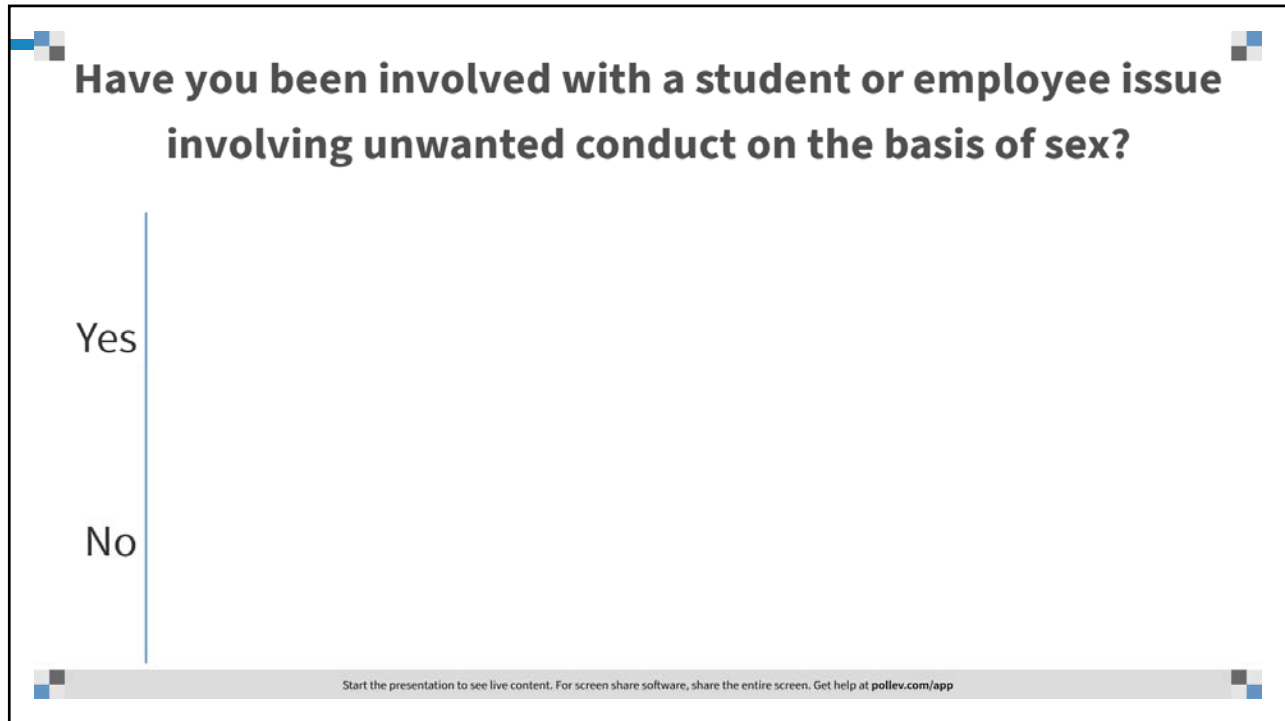 Have you been involved with a student or employee issue
involving unwanted conduct on the basis of sex?
Yes
No
Start the presentation to see live content. For screen share software, share the entire screen. Get help at pollev.com/app